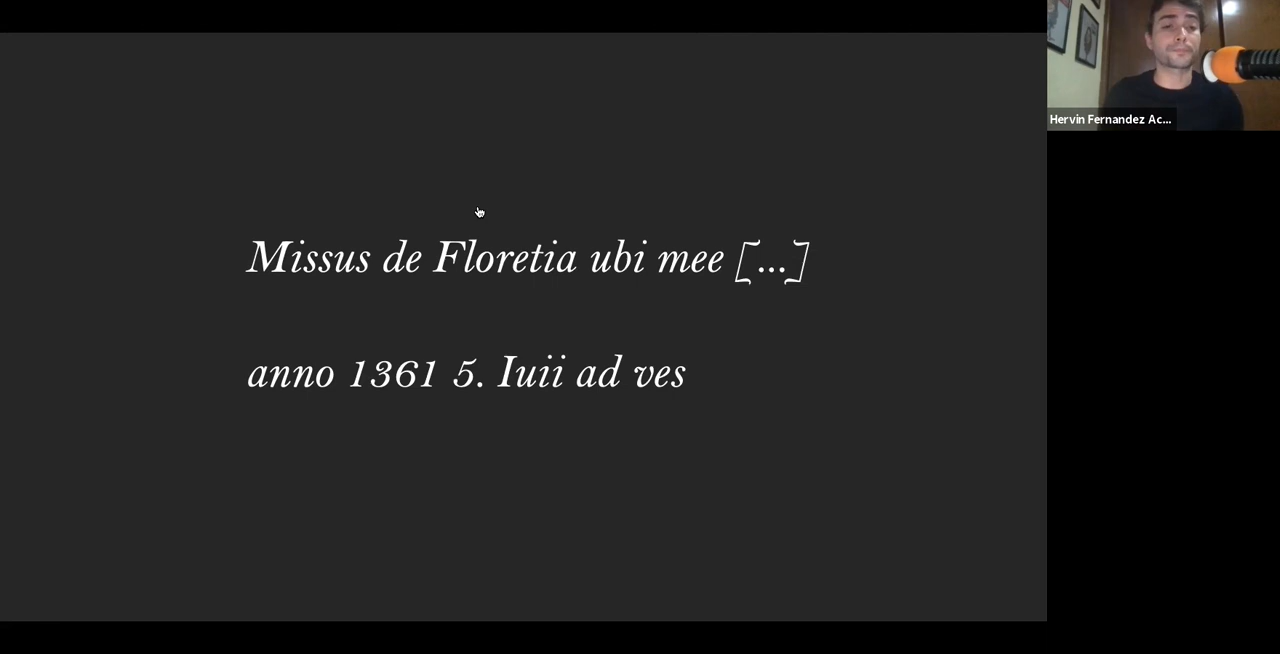 Missus de Floretia ubi mee [...]
anno 1361 5. Iuii ad ves
Hervin Fernandez Ac...